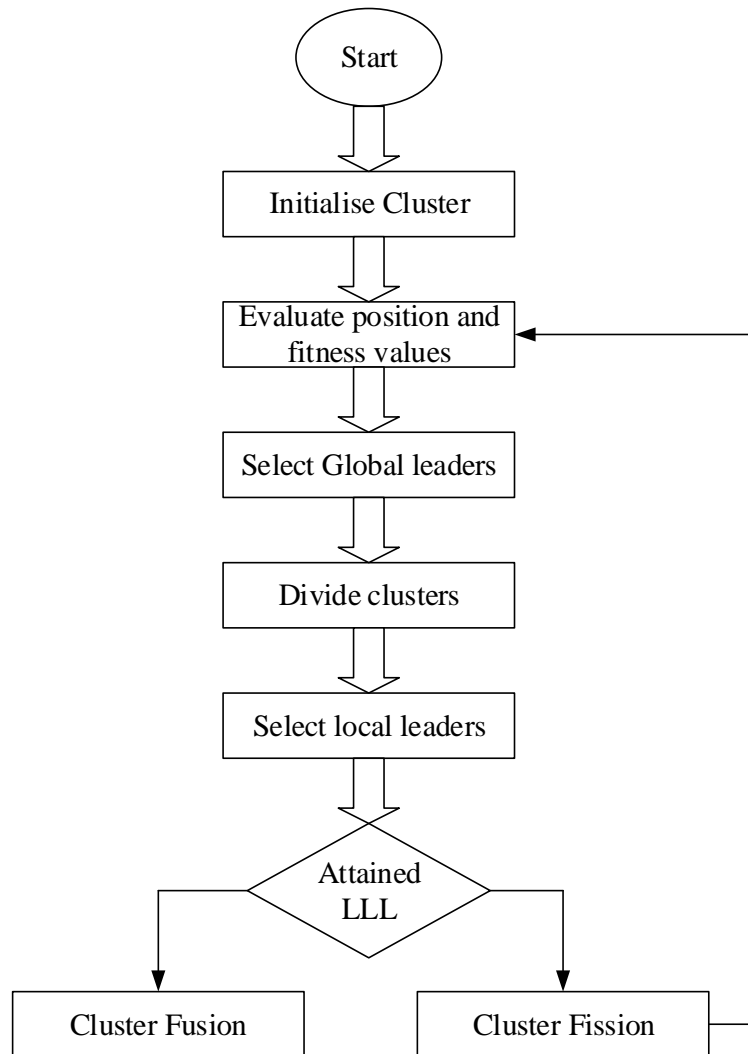 Start
Initialise Cluster
Evaluate position and
fitness values
Select Global leaders
Divide clusters
Select local leaders
Attained
LLL
Cluster Fusion
Cluster Fission